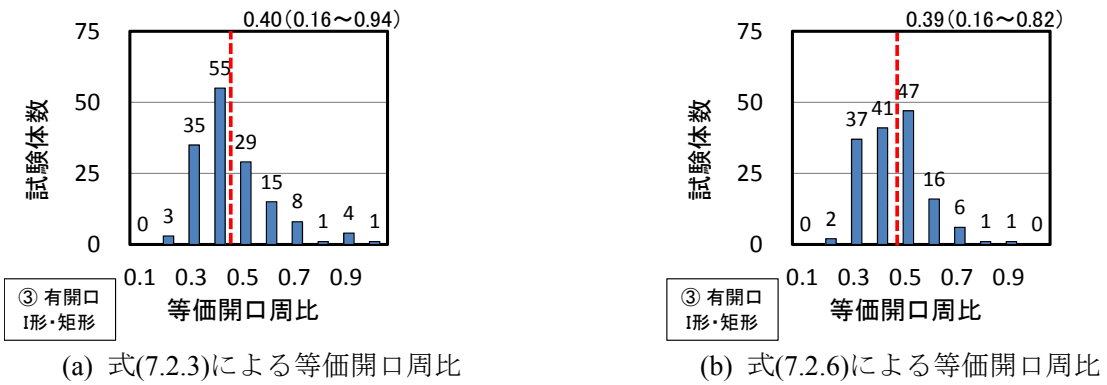 0.40(0.16～0.94)
75
50
25
0
試験体数
0 3 35 55 29 15 8 1 4 1
0.1 0.3 0.5 0.7 0.9
等価開口周比
③ 有開口
I形・矩形
(a) 式(7.2.3)による等価開口周比
0.39(0.16～0.82)
75
50
25
0
試験体数
0 2 37 41 47 16 6 1 1 0
0.1 0.3 0.5 0.7 0.9
等価開口周比
③ 有開口
I形・矩形
(b) 式(7.2.6)による等価開口周比